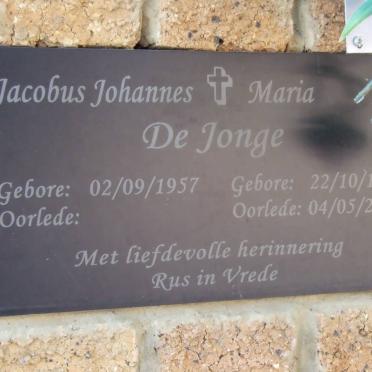 Jacobus Johannes Maria
De Jonge
Gebore: 02/09/1957 Gebore: 22/10/1
Oorlede: Oorlede: 04/05/2
Met liefdevolle herinnering
Rus in Vrede